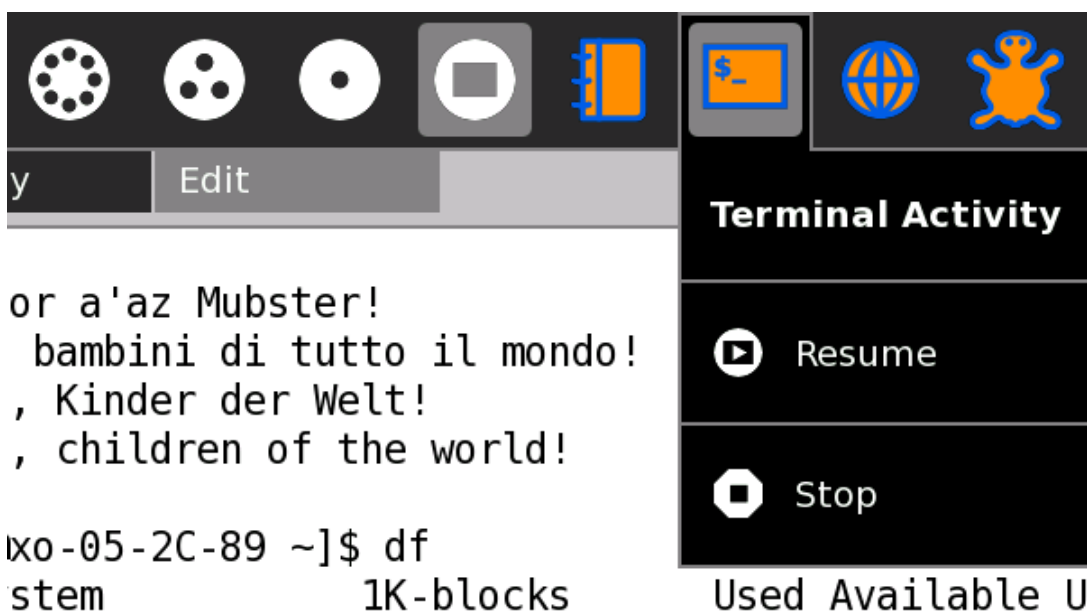 $_
y
Edit
Terminal Activity
Resume
Stop
or a'az Mubster!
bambini di tutto il mondo!
, Kinder der Welt!
, children of the world!
xo-05-2C-89 ~]$ df
stem 1K-blocks Used Available U